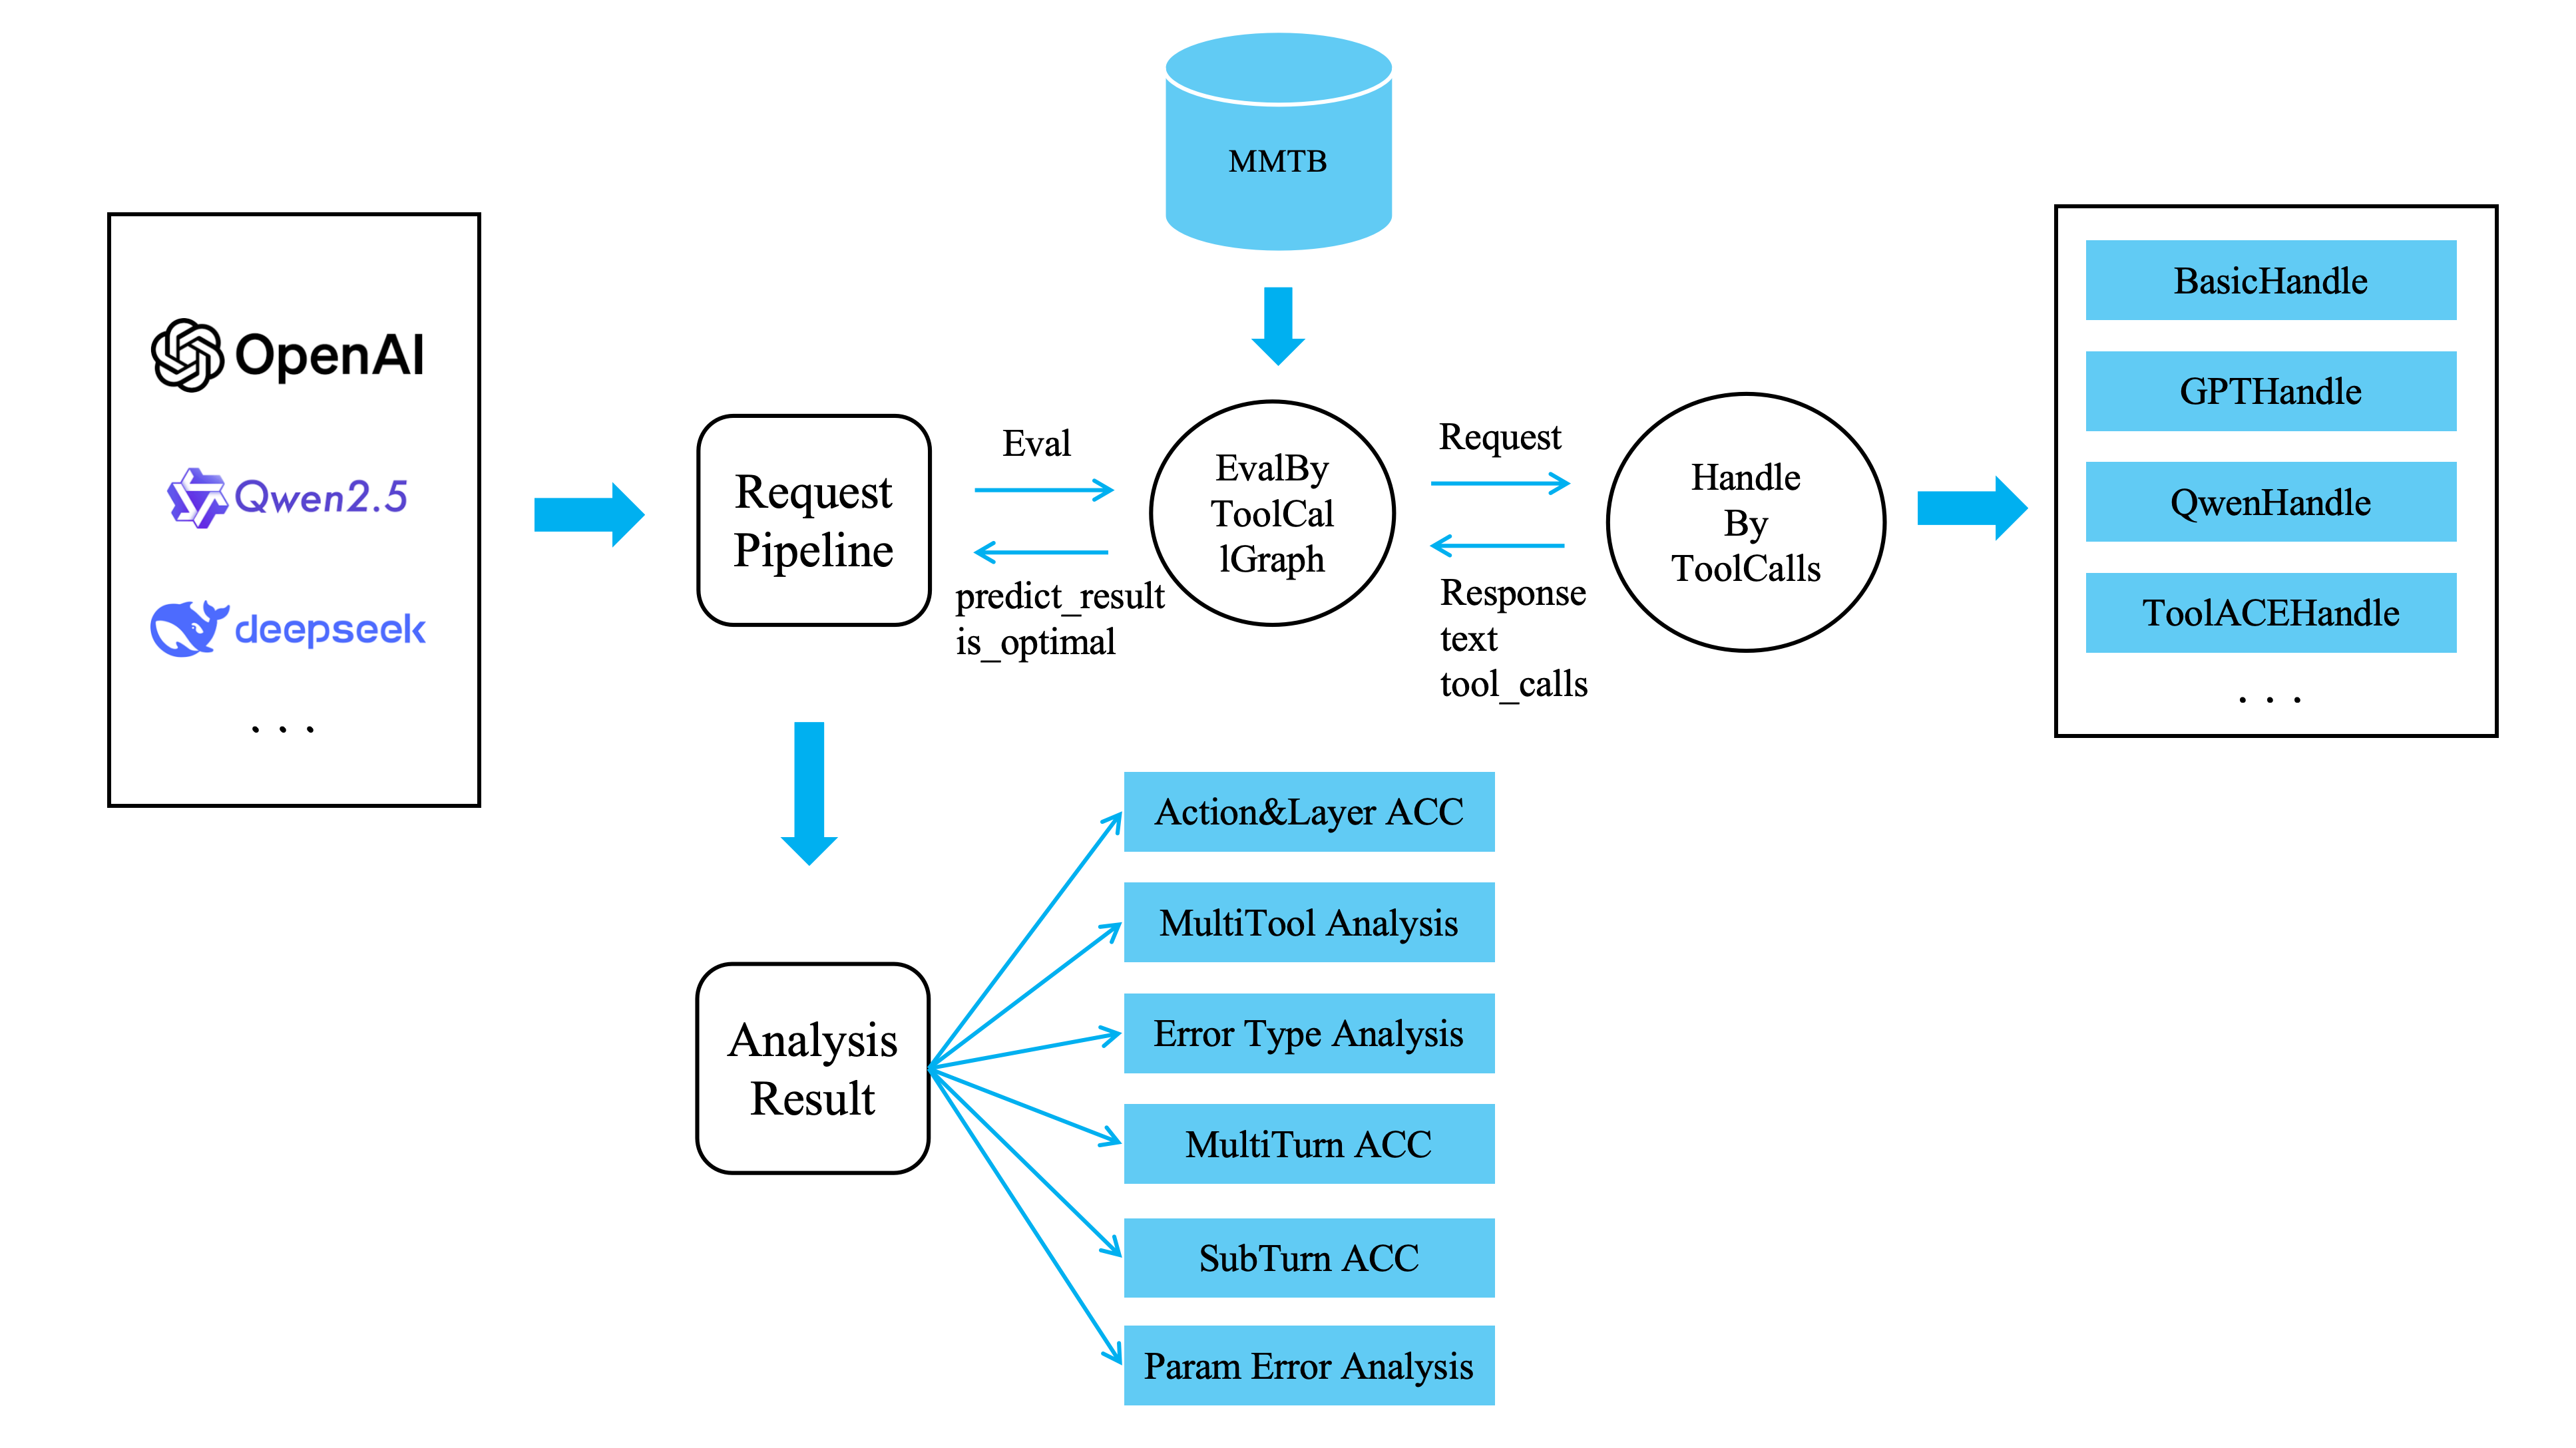 MMTB
OpenAI
Qwen2.5
deepseek
. . .
Request
Pipeline
Eval
predict_result
is_optimal
EvalBy
ToolCal
lGraph
Request
Response
text
tool_calls
Handle
By
ToolCalls
BasicHandle
GPTHandle
QwenHandle
ToolACEHandle
. . .
Analysis
Result
Action&Layer ACC
MultiTool Analysis
Error Type Analysis
MultiTurn ACC
SubTurn ACC
Param Error Analysis